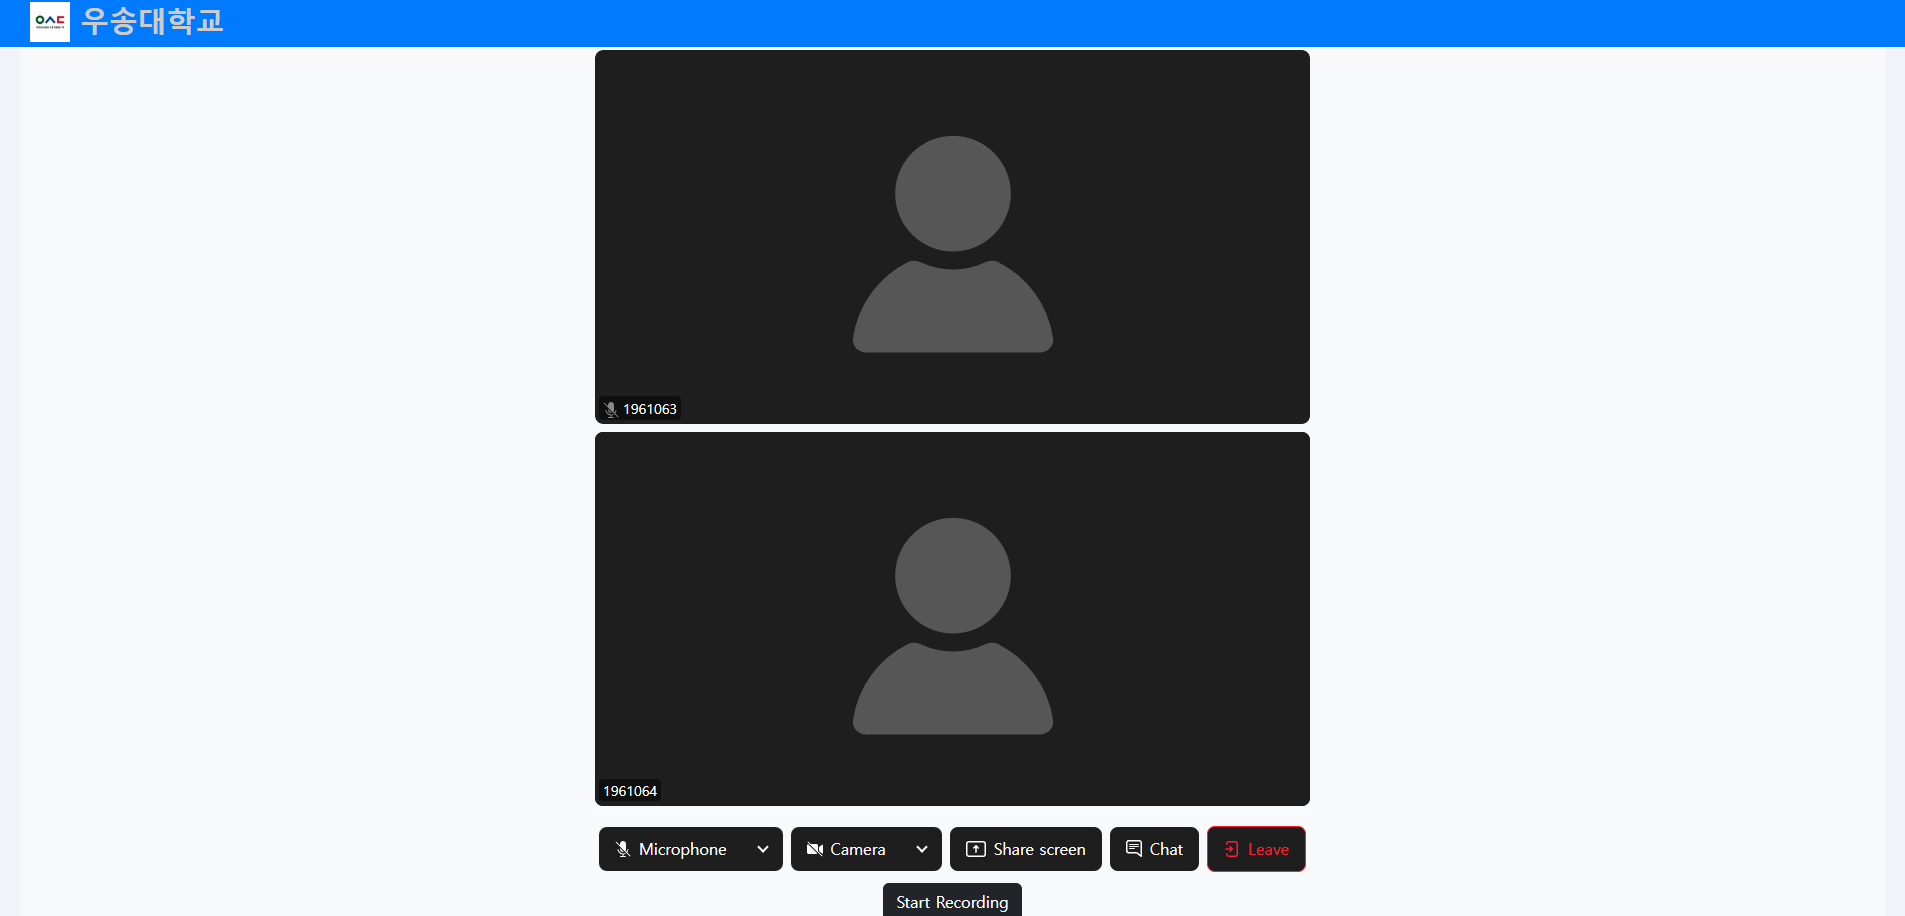 우송대학교
1961063
1961064
Microphone
Camera
Share screen
Chat
Leave
Start Recording